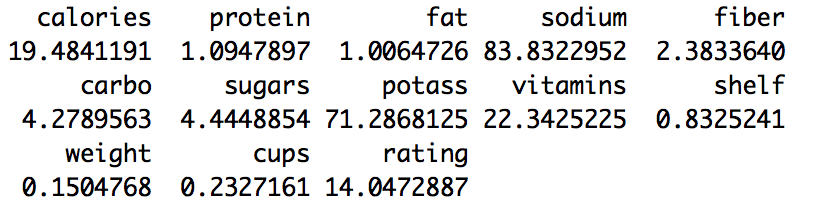 calories protein fat sodium fiber
19.4841191 1.0947897 1.0064726 83.8322952 2.3833640
carbo sugars potass vitamins shelf
4.2789563 4.4448854 71.2868125 22.3425225 0.8325241
weight cups rating
0.1504768 0.2327161 14.0472887